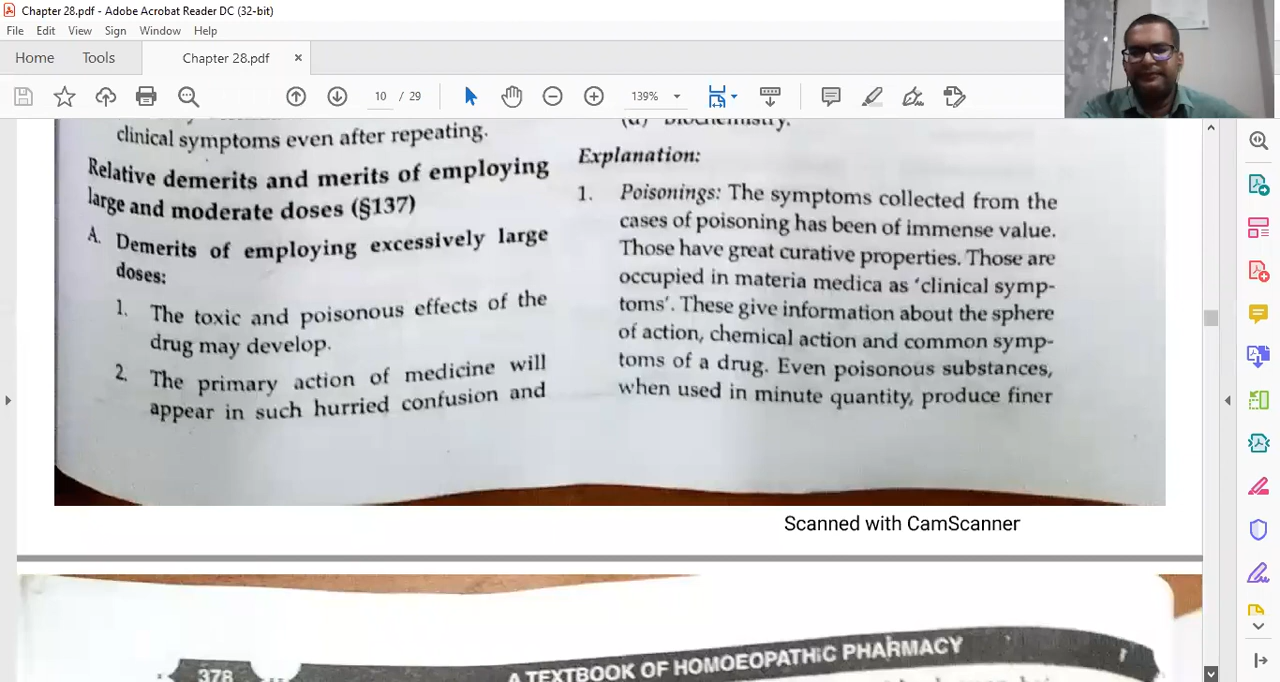 Chapter 28.pdf - Adobe Acrobat Reader DC (32-bit)
File Edit View Sign Window Help
Home Tools Chapter 28.pdf ×
10 / 29 139%
clinical symptoms even after repeating.
Relative demerits and merits of employing
large and moderate doses (§137)
A. Demerits of employing excessively large
doses:
1. The toxic and poisonous effects of the
drug may develop.
2. The primary action of medicine will
appear in such hurried confusion and
(d) Biochemistry.
Explanation:
1. Poisonings: The symptoms collected from the
cases of poisoning has been of immense value.
Those have great curative properties. Those are
occupied in materia medica as 'clinical symp-
toms'. These give information about the sphere
of action, chemical action and common symp-
toms of a drug. Even poisonous substances,
when used in minute quantity, produce finer
Scanned with CamScanner
378 A TEXTBOOK OF HOMOEOPATHIC PHARMACY